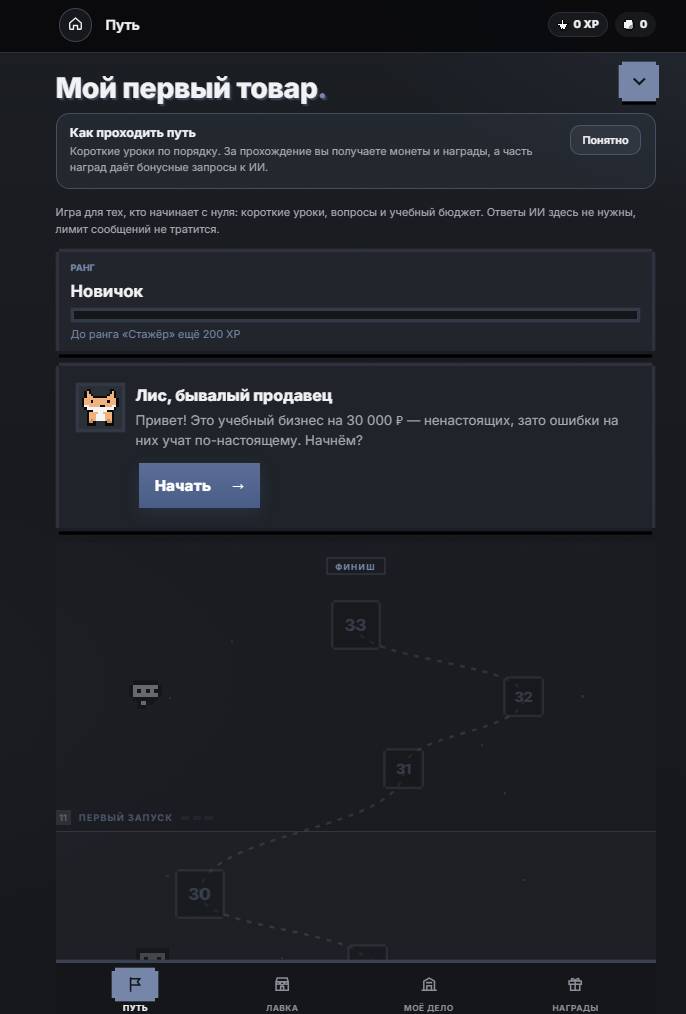 Путь
0 XP
0
Мой первый товар.
Как проходить путь
Короткие уроки по порядку. За прохождение вы получаете монеты и награды, а часть
наград даёт бонусные запросы к ИИ.
Понятно
Игра для тех, кто начинает с нуля: короткие уроки, вопросы и учебный бюджет. Ответы ИИ здесь не нужны,
лимит сообщений не тратится.
РАНГ
Новичок
До ранга «Стажёр» ещё 200 XP
Лис, бывалый продавец
Привет! Это учебный бизнес на 30 000 ₽ — ненастоящих, зато ошибки на
них учат по-настоящему. Начнём?
Начать →
ФИНИШ
33
32
31
11 ПЕРВЫЙ ЗАПУСК
30
ПУТЬ
ЛАВКА
МОЁ ДЕЛО
НАГРАДЫ